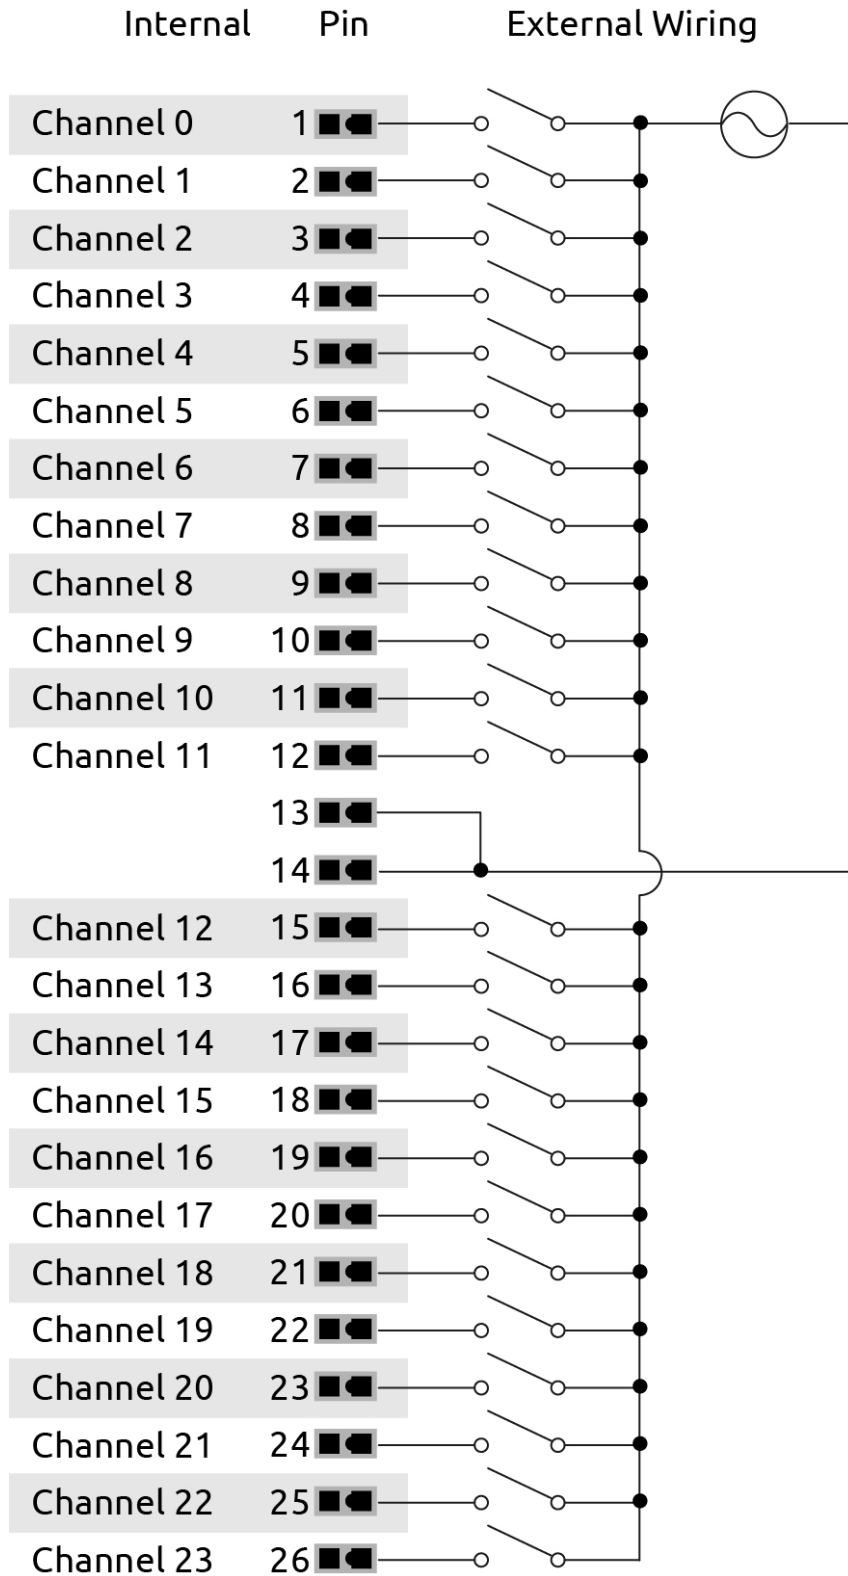 Internal Pin External Wiring
Channel 0 1
Channel 1 2
Channel 2 3
Channel 3 4
Channel 4 5
Channel 5 6
Channel 6 7
Channel 7 8
Channel 8 9
Channel 9 10
Channel 10 11
Channel 11 12
13
14
Channel 12 15
Channel 13 16
Channel 14 17
Channel 15 18
Channel 16 19
Channel 17 20
Channel 18 21
Channel 19 22
Channel 20 23
Channel 21 24
Channel 22 25
Channel 23 26